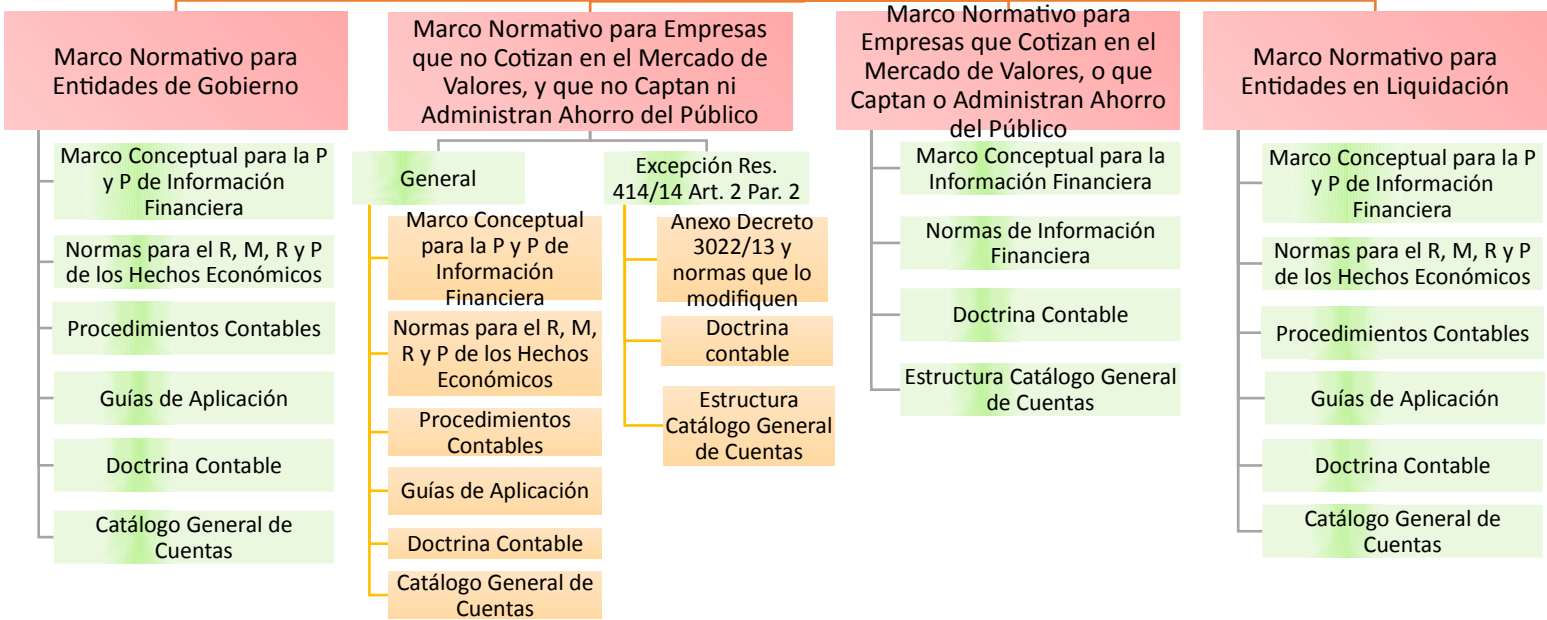 Marco Normativo para
Entidades de Gobierno
Marco Conceptual para la P
y P de Información
Financiera
Normas para el R, M, R y P
de los Hechos Económicos
Procedimientos Contables
Guías de Aplicación
Doctrina Contable
Catálogo General de
Cuentas
Marco Normativo para Empresas
que no Cotizan en el Mercado de
Valores, y que no Captan ni
Administran Ahorro del Público
General
Marco Conceptual
para la P y P de
Información
Financiera
Normas para el R, M,
R y P de los Hechos
Económicos
Procedimientos
Contables
Guías de Aplicación
Doctrina Contable
Catálogo General de
Cuentas
Excepción Res.
414/14 Art. 2 Par. 2
Anexo Decreto
3022/13 y
normas que lo
modifiquen
Doctrina
contable
Estructura
Catálogo General
de Cuentas
Marco Normativo para
Empresas que Cotizan en el
Mercado de Valores, o que
Captan o Administran Ahorro
del Público
Marco Conceptual para la
Información Financiera
Normas de Información
Financiera
Doctrina Contable
Estructura Catálogo General
de Cuentas
Marco Normativo para
Entidades en Liquidación
Marco Conceptual para la P
y P de Información
Financiera
Normas para el R, M, R y P
de los Hechos Económicos
Procedimientos Contables
Guías de Aplicación
Doctrina Contable
Catálogo General de
Cuentas